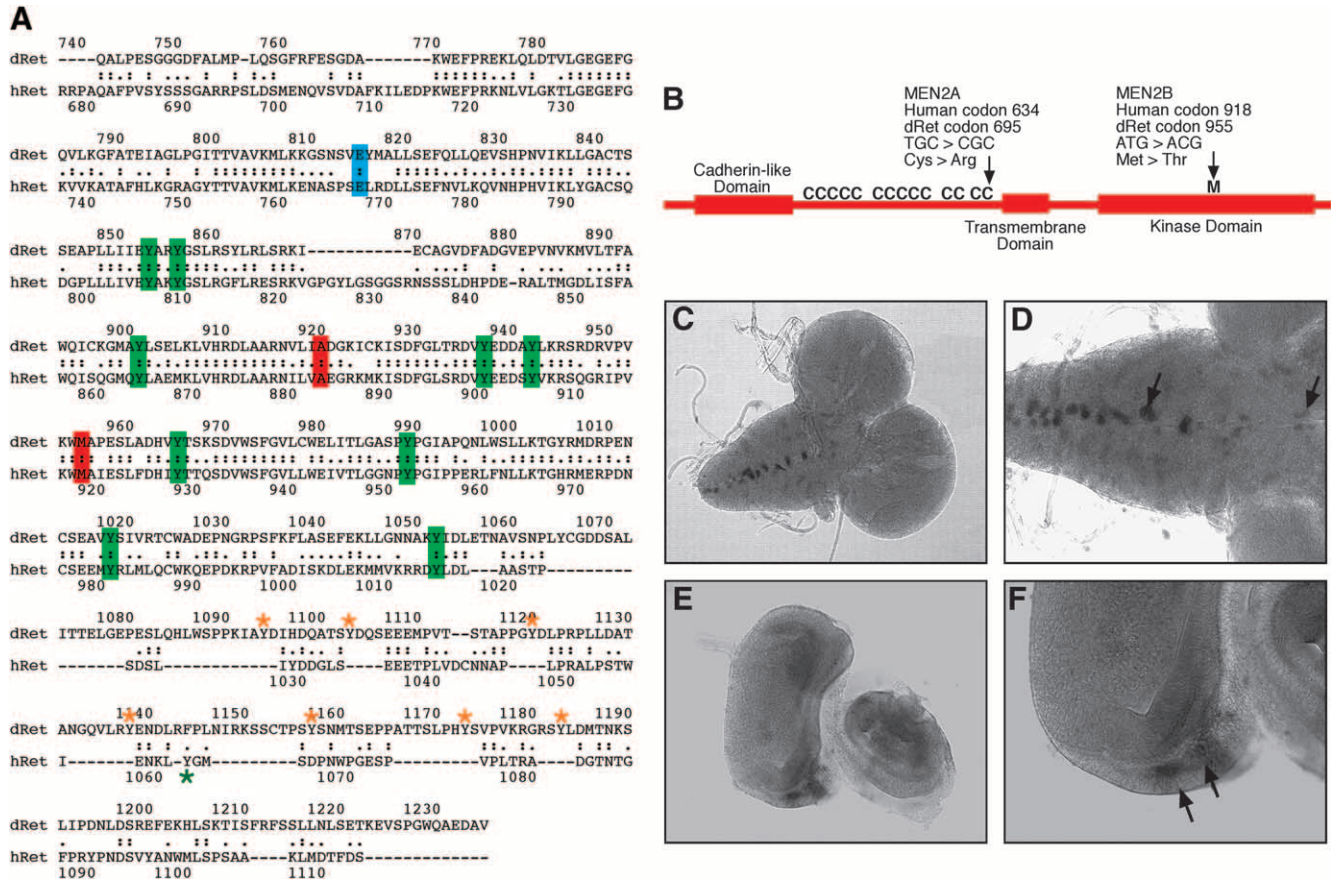 A
740 750 760 770 780
dRet ----QALPESGGGDFALMP-LQSGFRFESGDA-------KWEFPREKLQLDTVLGEGEFG
hRet RRPAQAFPVSYSSSGARRPSLDSMENQVSVDAFKILEDPKWEFPRKNLVLGKTLGEGEFG
680 690 700 710 720 730
790 800 810 820 830 840
dRet QVLKGFATEIAGLPGITTVAVKMLKKGSNSVEYMALLSEFQLLQEVSHPNVIKLLGACTS
hRet KVVKATAFHLKGRAGYTTVAVKMLKENASPSELRDLLSEFNVLKQVNHPHVIKLYGACSQ
740 750 760 770 780 790
850 860 870 880 890
dRet SEAPLLIIEYARYGSLRSYLRLSRKI----------ECAGVDFADGVEPVNVKMVLTFA
hRet DGPLLLIVEYAKYGSLRGFLRESRKVGPGYLGSGGSRNSSSLDHPDE-RALTMGDLISFA
800 810 820 830 840 850
900 910 920 930 940 950
dRet WQICKGMAYLSELKLVHRDLAARNVLIADGKICKISDFGLTRDVYEDDAYLKRSRDRVPV
hRet WQISQGMQYLAEMKLVHRDLAARNILVAEGRKMKISDFGLSRDVYEEDSYVKRSQGRIPV
860 870 880 890 900 910
960 970 980 990 1000 1010
dRet KWMAPESLADHVYTSKSDVWSFGVLCWELITLGASPYPGIAPQNLWSLLKTGYRMDRPEN
hRet KWMAIESLFDHIYTTQSDVWSFGVLLWEIVTLGGNPYPGIPPERLFNLLKTGHRMERPDN
920 930 940 950 960 970
1020 1030 1040 1050 1060 1070
dRet CSEAVYSIVRTCWADEPNGRPSFKFLASEFEKLLGNNAKYIDLETNAVSNPLYCGDDSAL
hRet CSEEMYRLMLQCWKQEPDKRPVFADISKDLEKMMVKRRDYLDL--AASTP----------
980 990 1000 1010 1020
1080 1090 1100 1110 1120 1130
dRet ITTELGEPESLQHLWSPPKIAYDIHDQATSYDQSEEEMPVT--STAPPGYDLPRPLLDAT
hRet ------SDSL-----------IYDDGLS----EEETPLVDCNNAP----LPRALPSTW
1030 1040 1050
1140 1150 1160 1170 1180 1190
dRet ANGQVLRYENDLRFPLNIRKSSCTPSYSNMTSEPPATTSLPHYSVPVKRGRSYLDMTNKS
hRet I------ENKL-YGM----------SDPNWPGESP-------VPLTRA----DGTNTG
1060 1070 1080
1200 1210 1220 1230
dRet LIPDNLDSREFEKHLSKTISFRFSSLLNLSETKEVSPGWQAEDAV
hRet FPRYPNDSVYANWMLSPSAA----KLMDTFDS-------------
1090 1100 1110
B
MEN2A
Human codon 634
dRet codon 695
TGC > CGC
Cys > Arg
MEN2B
Human codon 918
dRet codon 955
ATG > ACG
Met > Thr
Cadherin-like
Domain
CCCCC CCCCC CC CC
M
Transmembrane
Domain
Kinase Domain
C
D
E
F